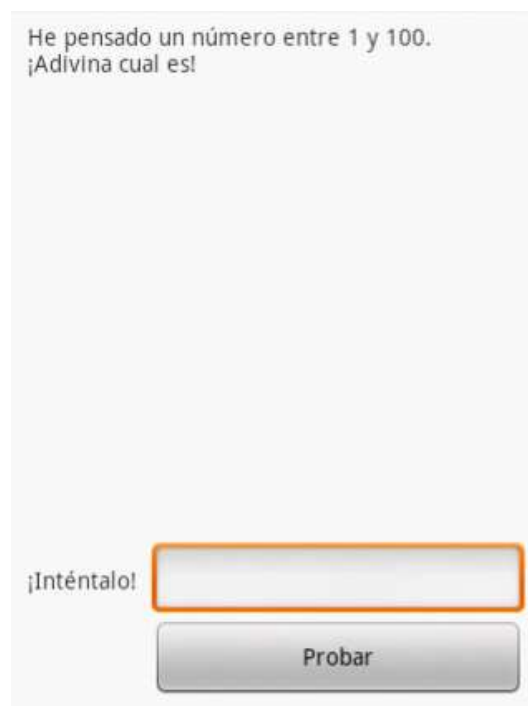 He pensado un número entre 1 y 100.
¡Adivina cual es!
¡Inténtalo!
Probar